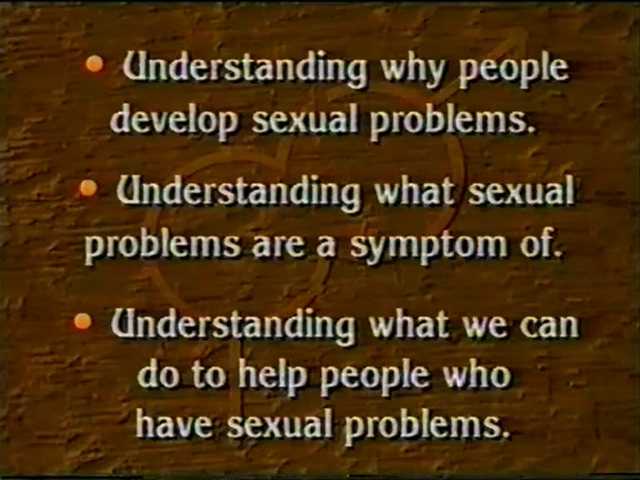 • Understanding why people
develop sexual problems.
• Understanding what sexual
problems are a symptom of.
• Understanding what we can
do to help people who
have sexual problems.